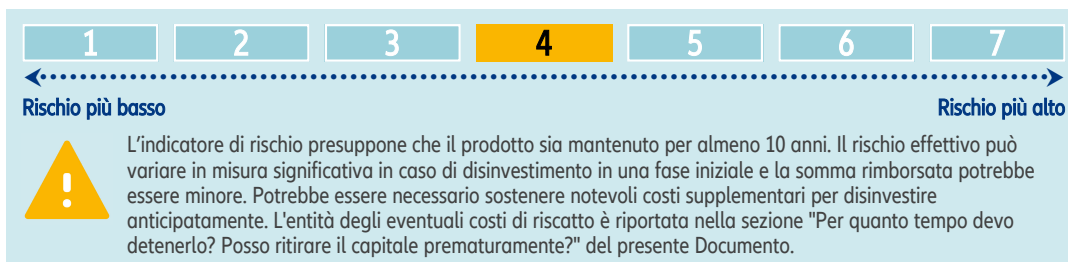 1 2 3 4 5 6 7
Rischio più basso Rischio più alto
L'indicatore di rischio presuppone che il prodotto sia mantenuto per almeno 10 anni. Il rischio effettivo può
variare in misura significativa in caso di disinvestimento in una fase iniziale e la somma rimborsata potrebbe
essere minore. Potrebbe essere necessario sostenere notevoli costi supplementari per disinvestire
anticipatamente. L'entità degli eventuali costi di riscatto è riportata nella sezione "Per quanto tempo devo
detenerlo? Posso ritirare il capitale prematuramente?" del presente Documento.